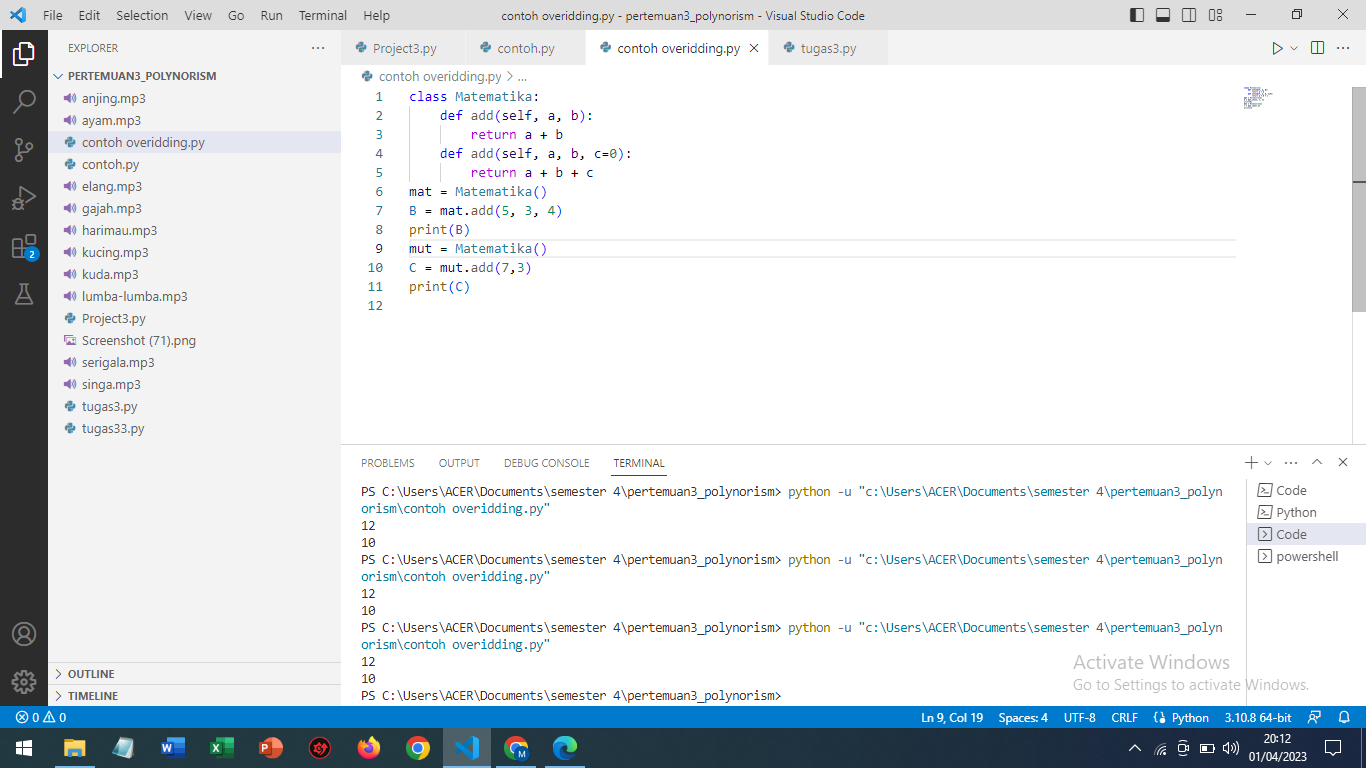 File Edit Selection View Go Run Terminal Help
contoh overidding.py - pertemuan3_polynorism - Visual Studio Code
EXPLORER
PERTEMUAN3_POLYNORISM
anjing.mp3
ayam.mp3
contoh overidding.py
contoh.py
elang.mp3
gajah.mp3
harimau.mp3
kucing.mp3
kuda.mp3
lumba-lumba.mp3
Project3.py
Screenshot (71).png
serigala.mp3
singa.mp3
tugas3.py
tugas33.py
OUTLINE
TIMELINE
2
Project3.py contoh.py contoh overidding.py tugas3.py
contoh overidding.py > ...
1 class Matematika:
2     def add(self, a, b):
3         return a + b
4     def add(self, a, b, c=0):
5         return a + b + c
6 mat = Matematika()
7 B = mat.add(5, 3, 4)
8 print(B)
9 mut = Matematika()
10 C = mut.add(7,3)
11 print(C)
12
PROBLEMS OUTPUT DEBUG CONSOLE TERMINAL
PS C:\Users\ACER\Documents\semester 4\pertemuan3_polynorism> python -u "c:\Users\ACER\Documents\semester 4\pertemuan3_polyn
orism\contoh overidding.py"
12
10
PS C:\Users\ACER\Documents\semester 4\pertemuan3_polynorism> python -u "c:\Users\ACER\Documents\semester 4\pertemuan3_polyn
orism\contoh overidding.py"
12
10
PS C:\Users\ACER\Documents\semester 4\pertemuan3_polynorism> python -u "c:\Users\ACER\Documents\semester 4\pertemuan3_polyn
orism\contoh overidding.py"
12
10
PS C:\Users\ACER\Documents\semester 4\pertemuan3_polynorism>
Code
Python
Code
powershell
Activate Windows
Go to Settings to activate Windows.
0 0
Ln 9, Col 19 Spaces: 4 UTF-8 CRLF Python 3.10.8 64-bit
M
20:12
01/04/2023